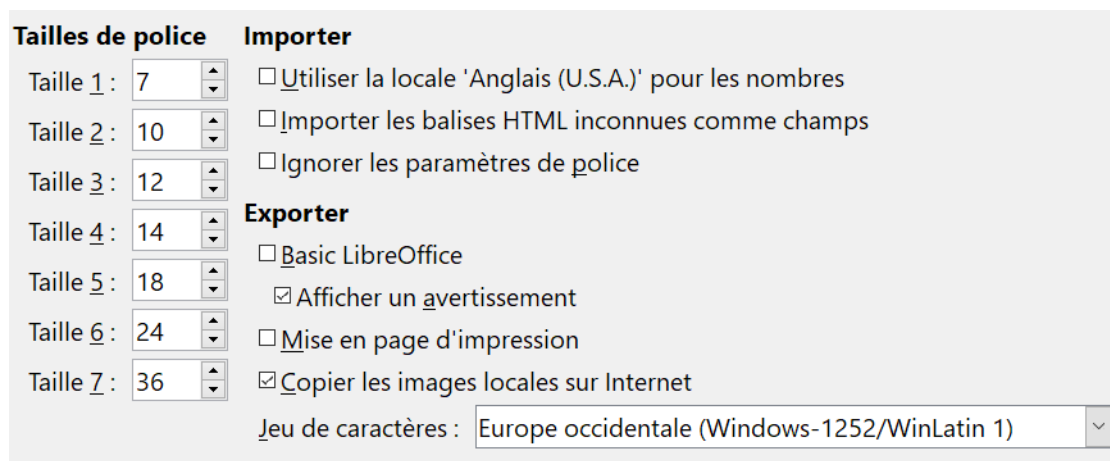 Tailles de police
Taille 1 : 7
Taille 2 : 10
Taille 3 : 12
Taille 4 : 14
Taille 5 : 18
Taille 6 : 24
Taille 7 : 36
Importer
Utiliser la locale 'Anglais (U.S.A.)' pour les nombres
Importer les balises HTML inconnues comme champs
Ignorer les paramètres de police
Exporter
Basic LibreOffice
Afficher un avertissement
Mise en page d'impression
Copier les images locales sur Internet
Jeu de caractères : Europe occidentale (Windows-1252/WinLatin 1)